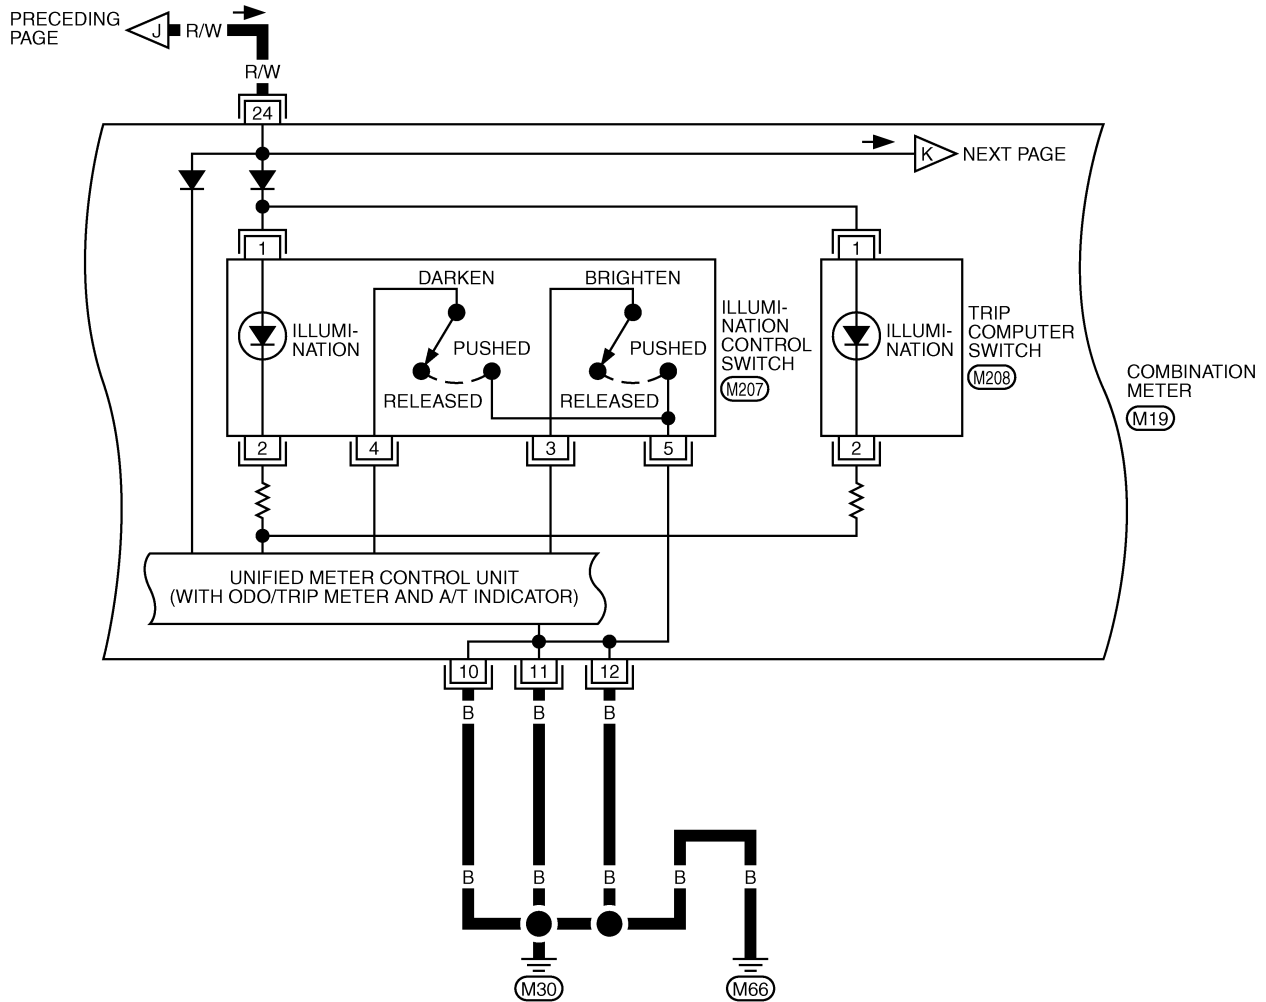 PRECEDING
PAGE
J
R/W
R/W
24
K
NEXT PAGE
1
1
DARKEN
BRIGHTEN
ILLUMI-
NATION
PUSHED
RELEASED
PUSHED
RELEASED
ILLUMI-
NATION
CONTROL
SWITCH
M207
ILLUMI-
NATION
TRIP
COMPUTER
SWITCH
M208
COMBINATION
METER
M19
2
4
3
5
2
UNIFIED METER CONTROL UNIT
(WITH ODO/TRIP METER AND A/T INDICATOR)
10
11
12
B
B
B
B
B
B
B
B
M30
M66